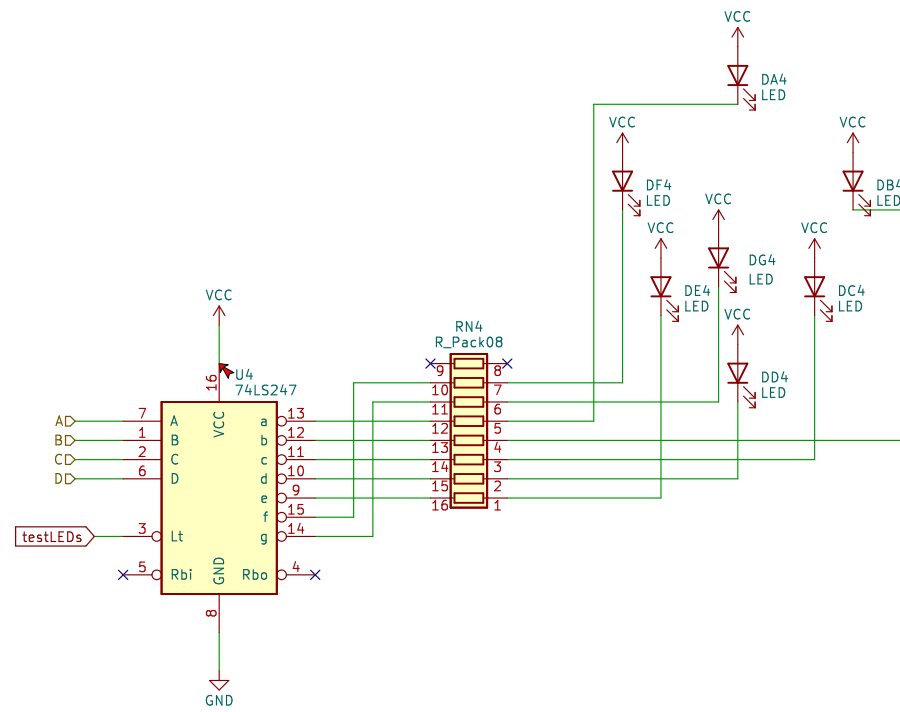 VCC
DA4
LED
VCC
DF4
LED
VCC
DB4
LED
VCC
DG4
LED
VCC
DE4
LED
VCC
DC4
LED
VCC
DD4
LED
VCC
16
U4
74LS247
RN4
R_Pack08
9 8
10 7
11 6
12 5
13 4
14 3
15 2
16 1
VCC
A 7 A a 13
B 1 B b 12
C 2 C c 11
D 6 D d 10
e 9
f 15
testLEDs 3 Lt g 14
5 Rbi GND Rbo 4
8
GND